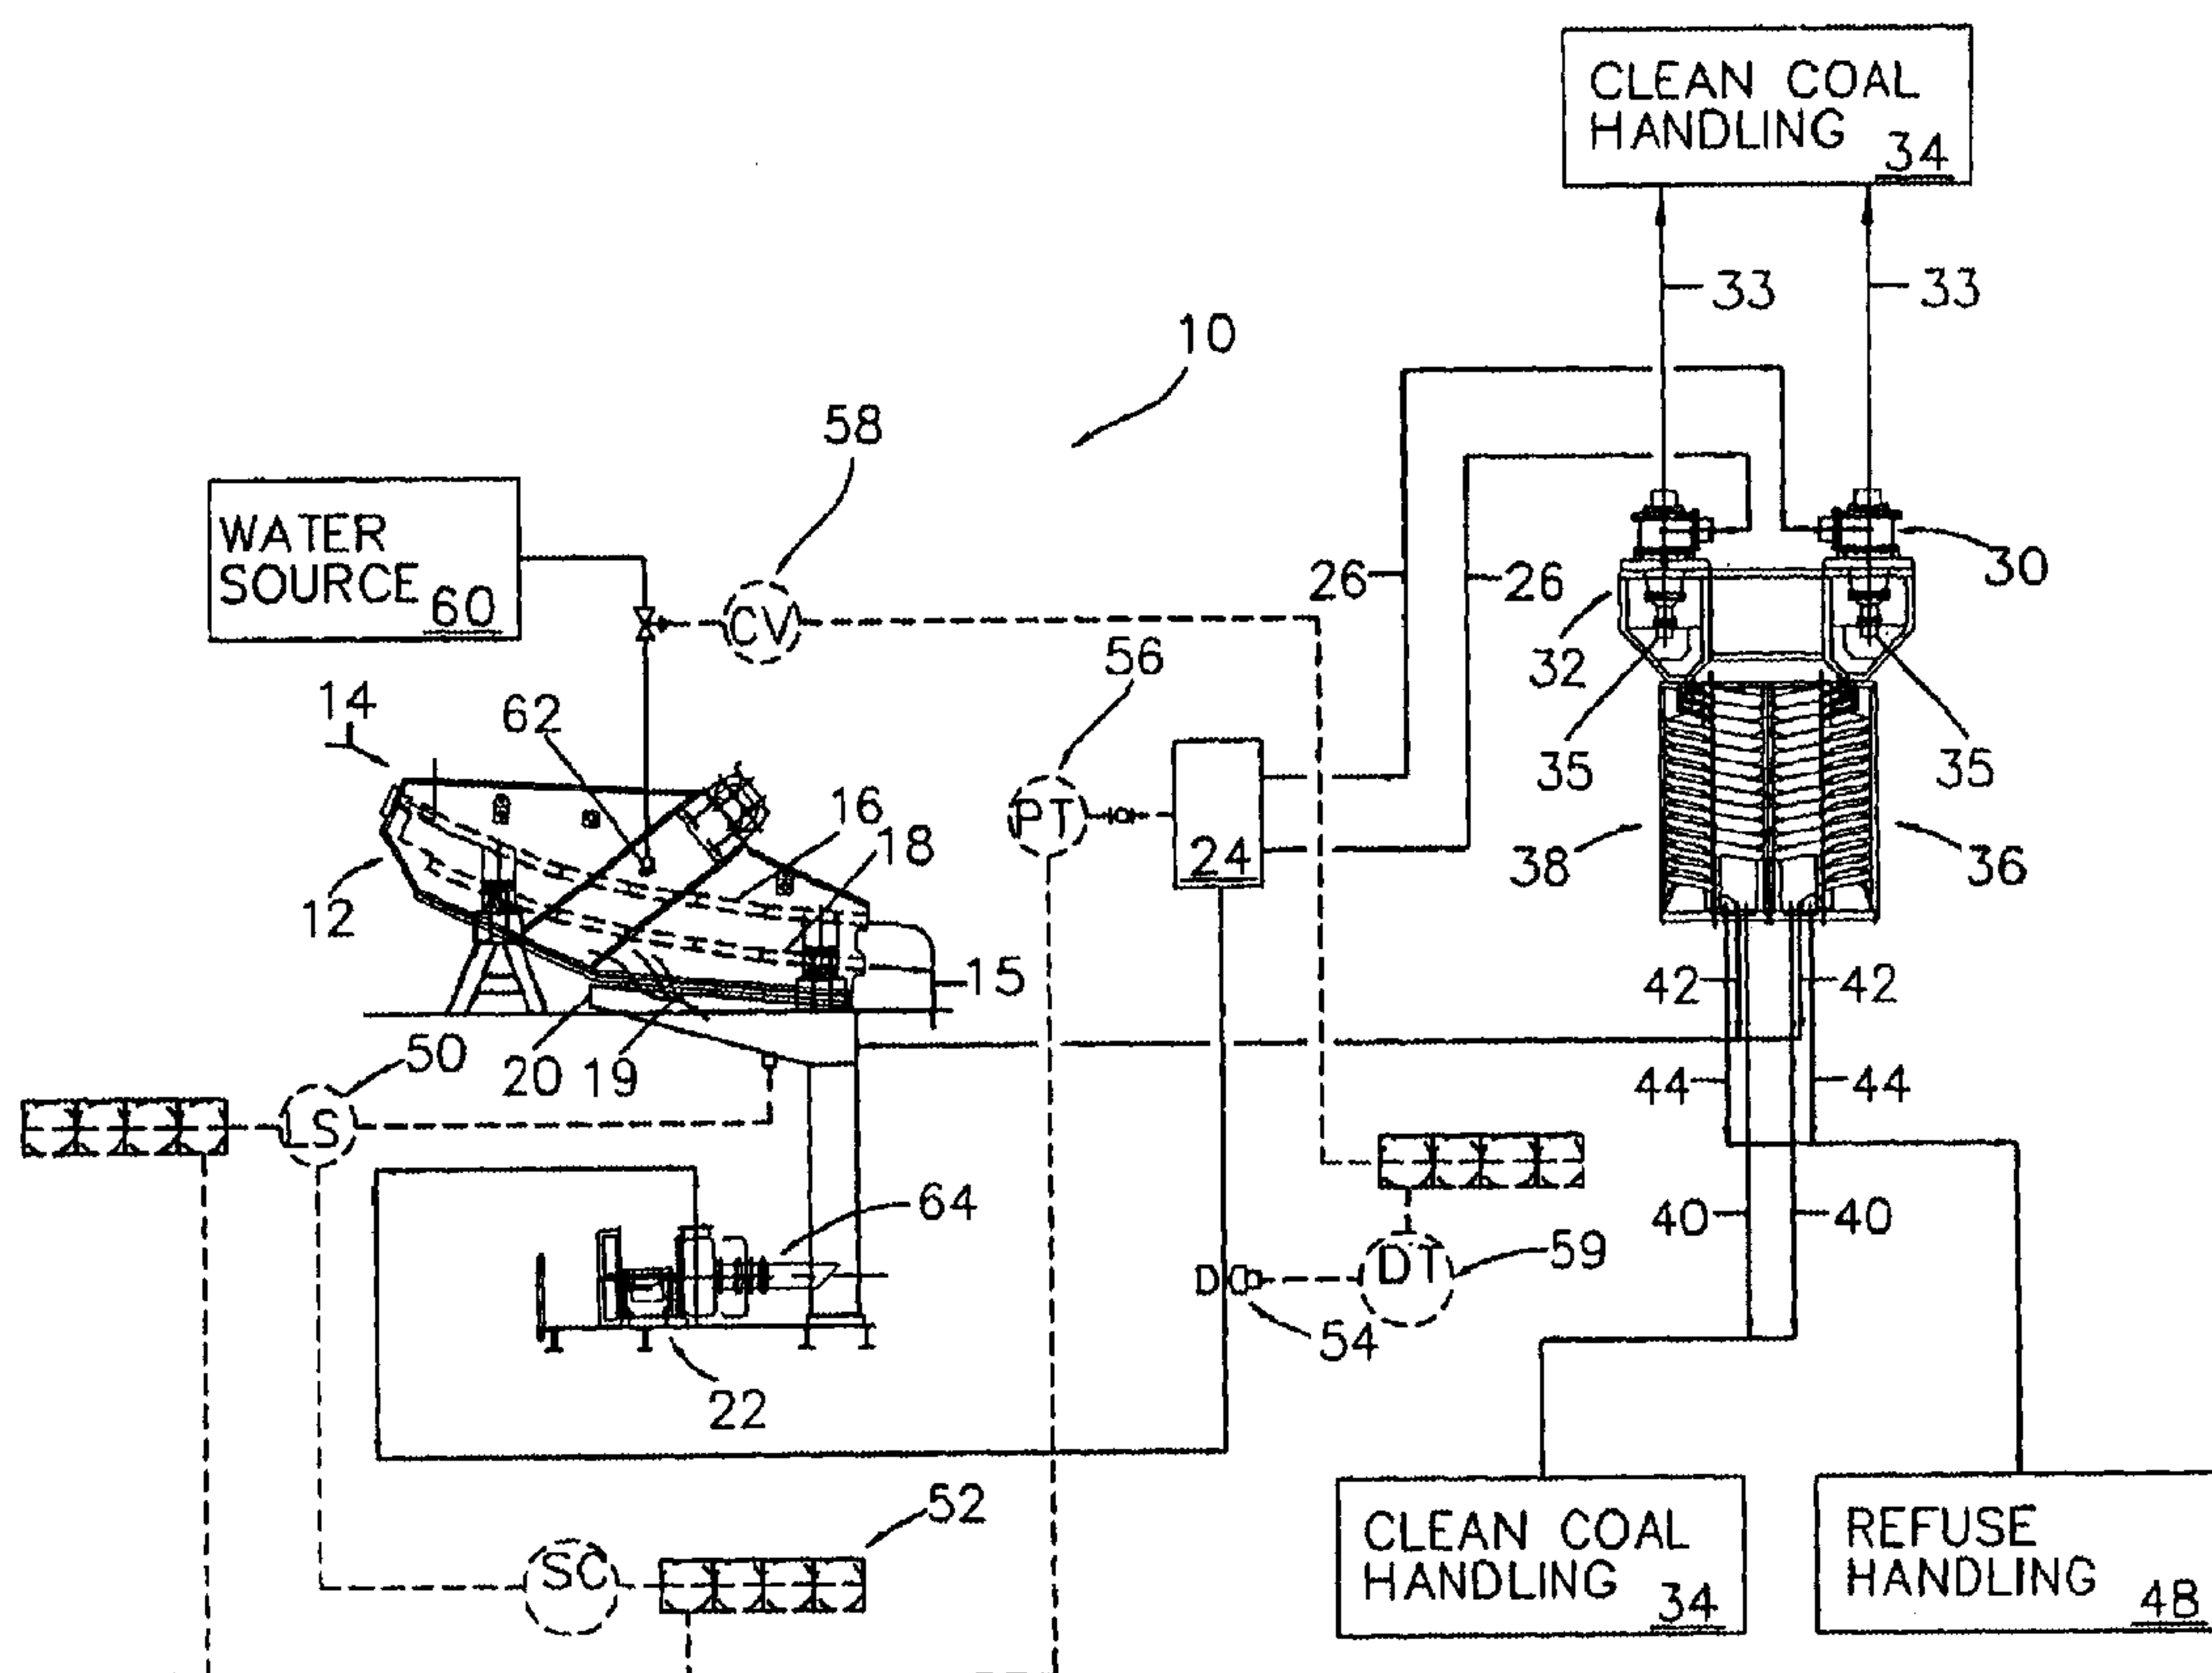 CLEAN COAL
HANDLING 34
33
33
10
58
WATER
SOURCE 60
CV
26
26
30
32
56
14
62
35
35
PT
16
18
24
38
36
12
15
42
42
50
20
19
44
44
LS
64
40
40
59
DT
D
54
22
52
SC
CLEAN COAL
HANDLING 34
REFUSE
HANDLING 48